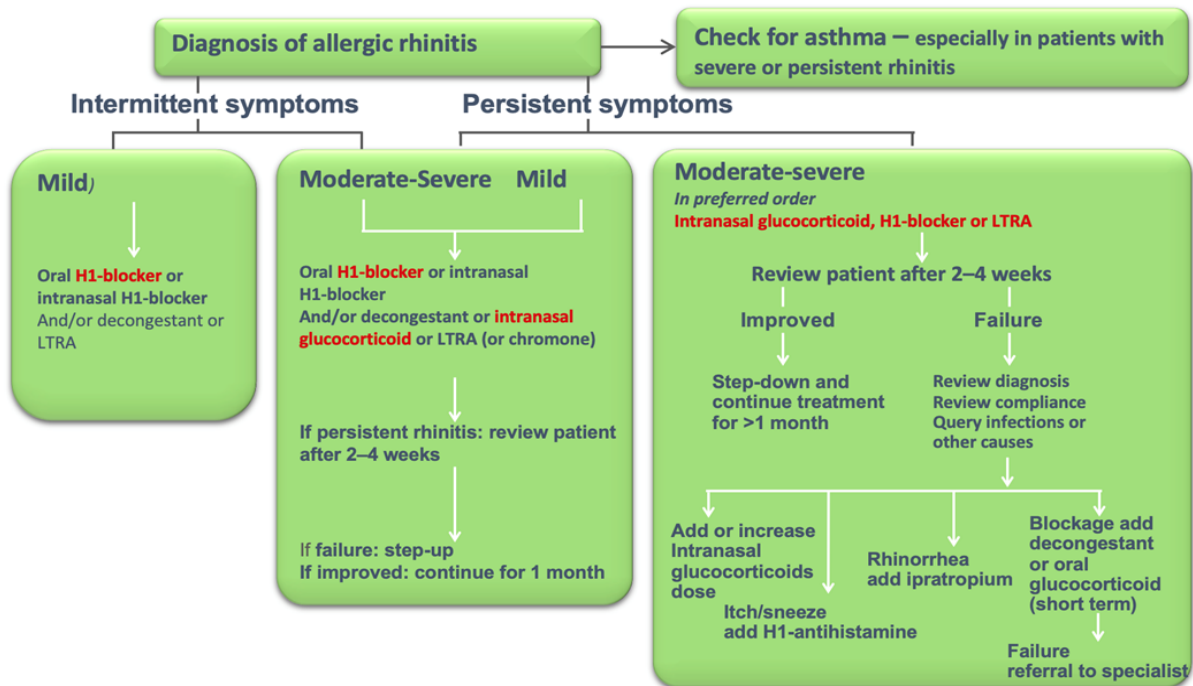 Diagnosis of allergic rhinitis
Check for asthma – especially in patients with
severe or persistent rhinitis
Intermittent symptoms
Persistent symptoms
Mild)
Oral H1-blocker or
intranasal H1-blocker
And/or decongestant or
LTRA
Moderate-Severe Mild
Oral H1-blocker or intranasal
H1-blocker
And/or decongestant or intranasal
glucocorticoid or LTRA (or chromone)
If persistent rhinitis: review patient
after 2–4 weeks
If failure: step-up
If improved: continue for 1 month
Moderate-severe
In preferred order
Intranasal glucocorticoid, H1-blocker or LTRA
Review patient after 2–4 weeks
Improved
Step-down and
continue treatment
for >1 month
Failure
Review diagnosis
Review compliance
Query infections or
other causes
Add or increase
Intranasal
glucocorticoids
dose
Itch/sneeze
add H1-antihistamine
Rhinorrhea
add ipratropium
Blockage add
decongestant
or oral
glucocorticoid
(short term)
Failure
referral to specialist